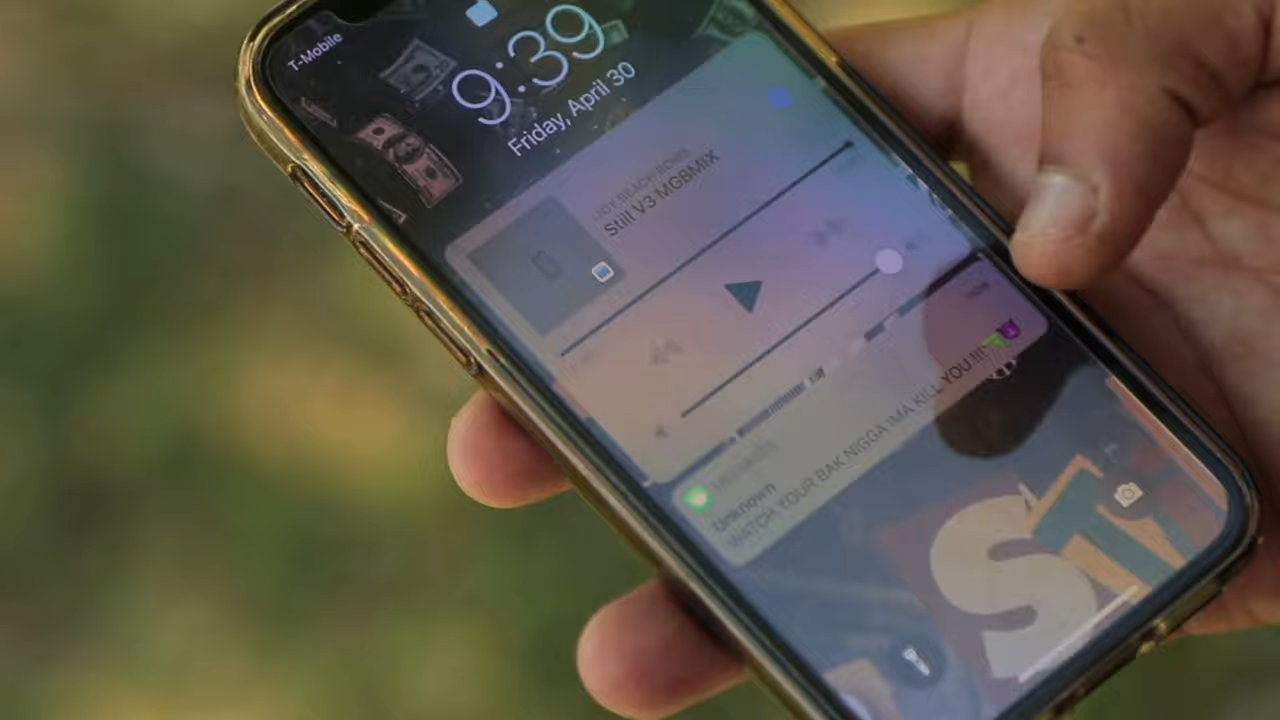 T-Mobile
9:39
Friday, April 30
Still V3 MGBMIX
Unknown
WATCH YOUR BAK NIGGA IMA KILL YOU !!!!
S